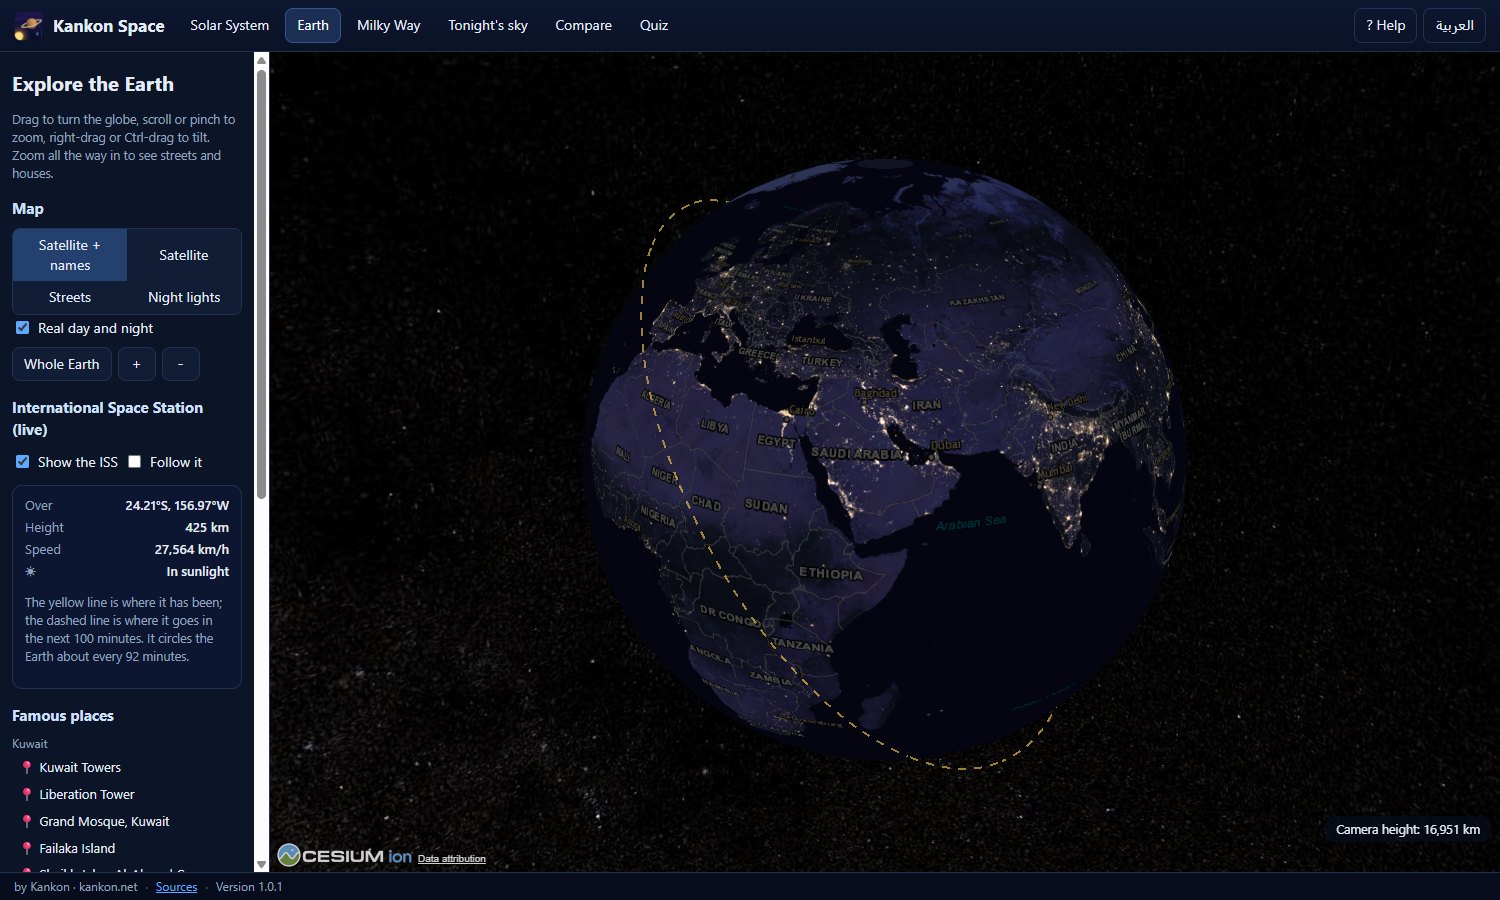 Kankon Space
Solar System
Earth
Milky Way
Tonight's sky
Compare
Quiz
? Help
العربية
Explore the Earth
Drag to turn the globe, scroll or pinch to
zoom, right-drag or Ctrl-drag to tilt.
Zoom all the way in to see streets and
houses.
Map
Satellite +
names
Satellite
Streets
Night lights
Real day and night
Whole Earth
+
-
International Space Station
(live)
Show the ISS
Follow it
Over 24.21°S, 156.97°W
Height 425 km
Speed 27,564 km/h
In sunlight
The yellow line is where it has been;
the dashed line is where it goes in
the next 100 minutes. It circles the
Earth about every 92 minutes.
Famous places
Kuwait
Kuwait Towers
Liberation Tower
Grand Mosque, Kuwait
Failaka Island
KAZAKHSTAN
UKRAINE
Istanbul
GREECE
TURKEY
CHINA
ALGERIA
LIBYA
Cairo
EGYPT
Baghdad
IRAN
SAUDI ARABIA
Dubai
New Delhi
INDIA
Mumbai
MYANMAR
(BURMA)
MALI
NIGER
CHAD
SUDAN
NIGERIA
Arabian Sea
ETHIOPIA
DR CONGO
TANZANIA
ANGOLA
ZAMBIA
NAMIBIA
CESIUM ion
Data attribution
Camera height: 16,951 km
by Kankon · kankon.net · Sources · Version 1.0.1